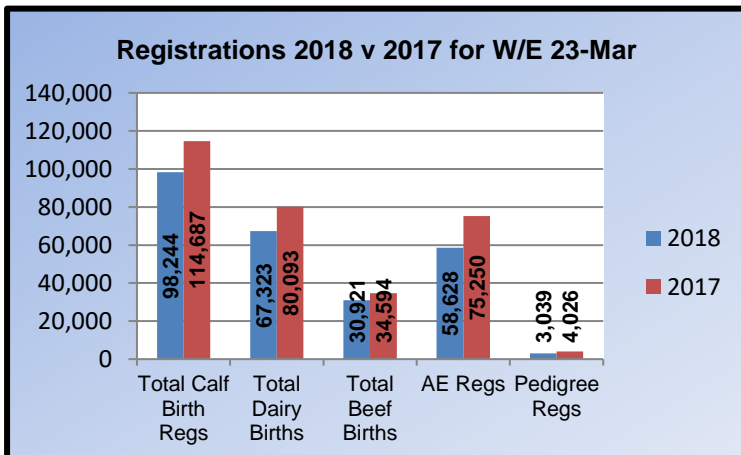 Registrations 2018 v 2017 for W/E 23-Mar
140,000
120,000
100,000
80,000
60,000
40,000
20,000
0
98,244
114,687
67,323
80,093
30,921
34,594
58,628
75,250
3,039
4,026
Total Calf
Birth
Regs
Total
Dairy
Births
Total
Beef
Births
AE Regs
Pedigree
Regs
2018
2017